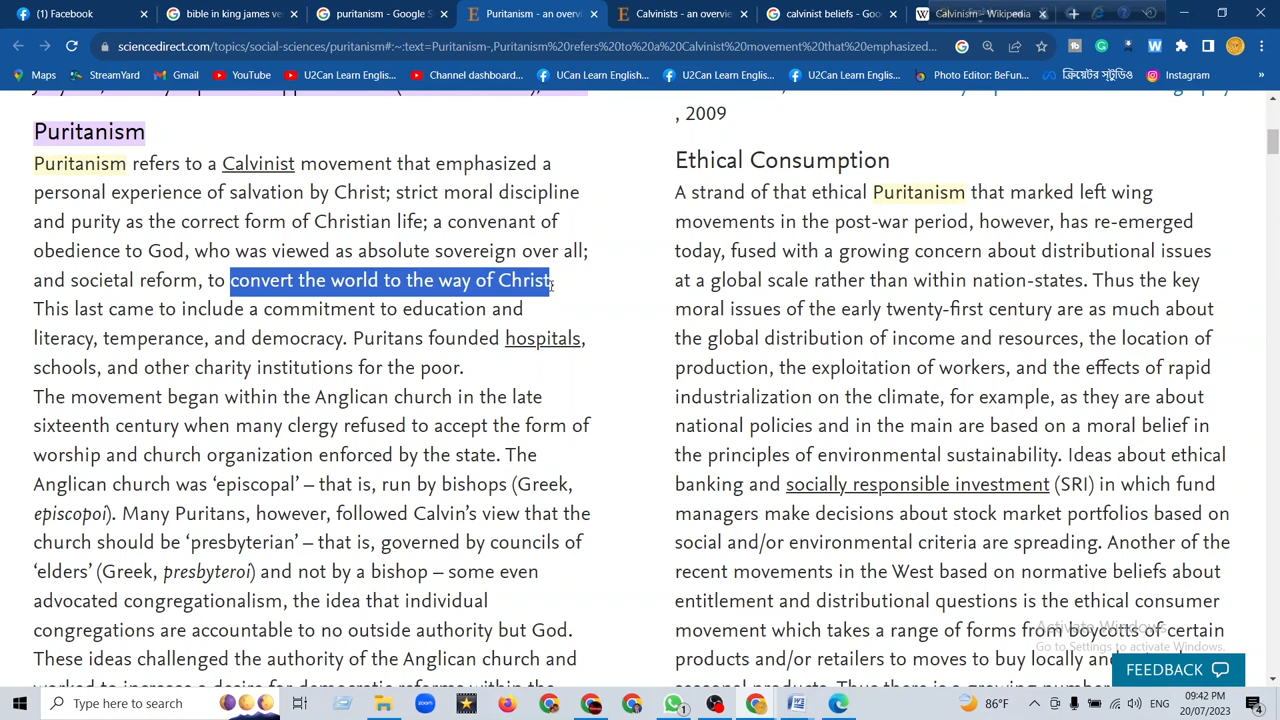 Facebook
bible in king james ve
puritanism - Google S
Puritanism - an overvi
Calvinists - an overvie
calvinist beliefs - Goo
Calvinism - Wikipedia
sciencedirect.com/topics/social-sciences/puritanism#:~:text=Puritanism-,Puritanism%20refers%20to%20a%20Calvinist%20movement%20that%20emphasized...
Maps
StreamYard
Gmail
YouTube
U2Can Learn Englis...
Channel dashboard...
UCan Learn English...
U2Can Learn Englis...
U2Can Learn Englis...
Photo Editor: BeFun...
ক্রিয়েটর স্টুডিও
Instagram
»
Puritanism
Puritanism refers to a Calvinist movement that emphasized a
personal experience of salvation by Christ; strict moral discipline
and purity as the correct form of Christian life; a convenant of
obedience to God, who was viewed as absolute sovereign over all;
and societal reform, to convert the world to the way of Christ
This last came to include a commitment to education and
literacy, temperance, and democracy. Puritans founded hospitals,
schools, and other charity institutions for the poor.
The movement began within the Anglican church in the late
sixteenth century when many clergy refused to accept the form of
worship and church organization enforced by the state. The
Anglican church was ‘episcopal’ – that is, run by bishops (Greek,
episcopoi). Many Puritans, however, followed Calvin’s view that the
church should be ‘presbyterian’ – that is, governed by councils of
‘elders’ (Greek, presbyteroi) and not by a bishop – some even
advocated congregationalism, the idea that individual
congregations are accountable to no outside authority but God.
These ideas challenged the authority of the Anglican church and
, 2009
Ethical Consumption
A strand of that ethical Puritanism that marked left wing
movements in the post-war period, however, has re-emerged
today, fused with a growing concern about distributional issues
at a global scale rather than within nation-states. Thus the key
moral issues of the early twenty-first century are as much about
the global distribution of income and resources, the location of
production, the exploitation of workers, and the effects of rapid
industrialization on the climate, for example, as they are about
national policies and in the main are based on a moral belief in
the principles of environmental sustainability. Ideas about ethical
banking and socially responsible investment (SRI) in which fund
managers make decisions about stock market portfolios based on
social and/or environmental criteria are spreading. Another of the
recent movements in the West based on normative beliefs about
entitlement and distributional questions is the ethical consumer
movement which takes a range of forms from boycotts of certain
products and/or retailers to moves to buy locally and
Activate Windows
Go to Settings to activate Windows.
FEEDBACK
Type here to search
zoom
1
86°F
09:42 PM
20/07/2023
4